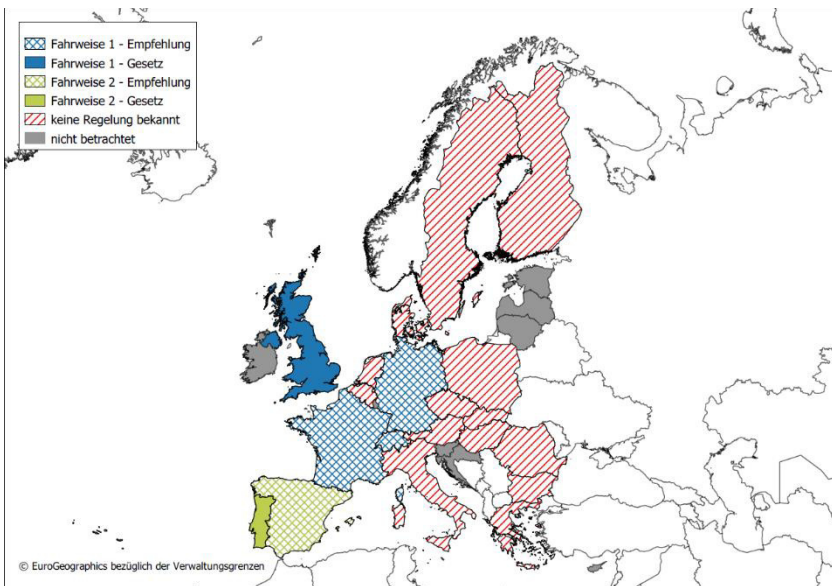 Fahrweise 1 - Empfehlung
Fahrweise 1 - Gesetz
Fahrweise 2 - Empfehlung
Fahrweise 2 - Gesetz
keine Regelung bekannt
nicht betrachtet
© EuroGeographics bezüglich der Verwaltungsgrenzen